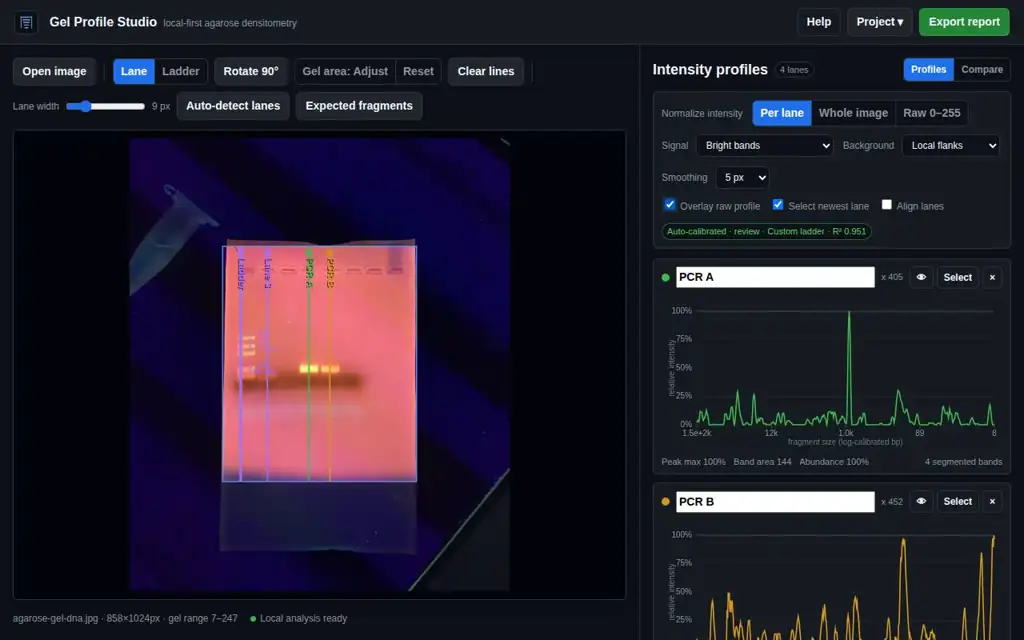 Gel Profile Studio local-first agarose densitometry
Help Project ▾ Export report
Open image Lane Ladder Rotate 90° Gel area: Adjust Reset Clear lines
Lane width 9 px Auto-detect lanes Expected fragments
Ladder
PCR A
PCR B
agarose-gel-dna.jpg · 858×1024px · gel range 7–247 Local analysis ready
Intensity profiles 4 lanes Profiles Compare
Normalize intensity Per lane Whole image Raw 0–255
Signal Bright bands Background Local flanks
Smoothing 5 px
Overlay raw profile Select newest lane Align lanes
Auto-calibrated · review · Custom ladder · R² 0.951
PCR A x 405 Select ×
100%
75%
50%
25%
0%
relative intensity
1.5e+2k 12k 1.0k 89 8
fragment size (log-calibrated bp)
Peak max 100% Band area 144 Abundance 100% 4 segmented bands
PCR B x 452 Select ×
100%
75%
50%
25%
relative intensity